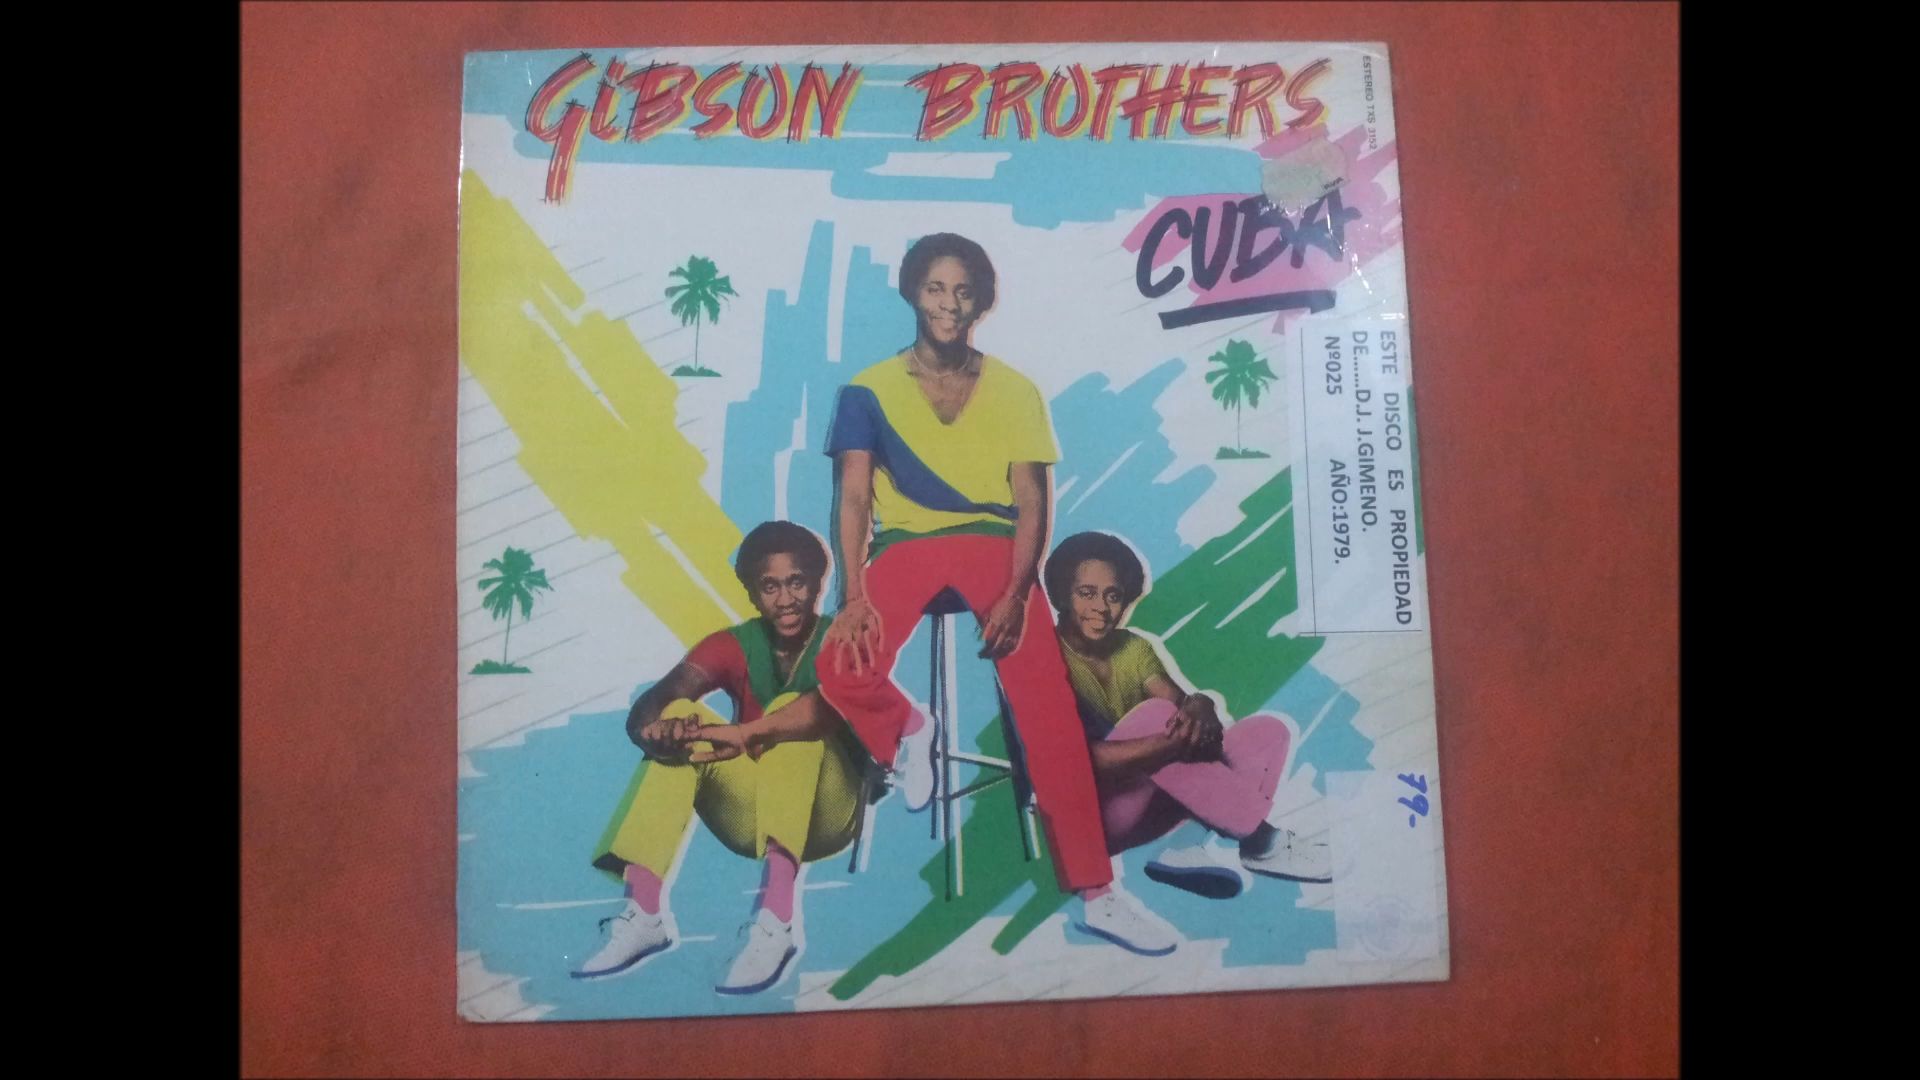 GiBSON BROTHERS
ESTEREO TXS 3152
CUBA
ESTE DISCO ES PROPIEDAD
DE......D.J. J.GIMENO.
Nº025 AÑO:1979.
79-